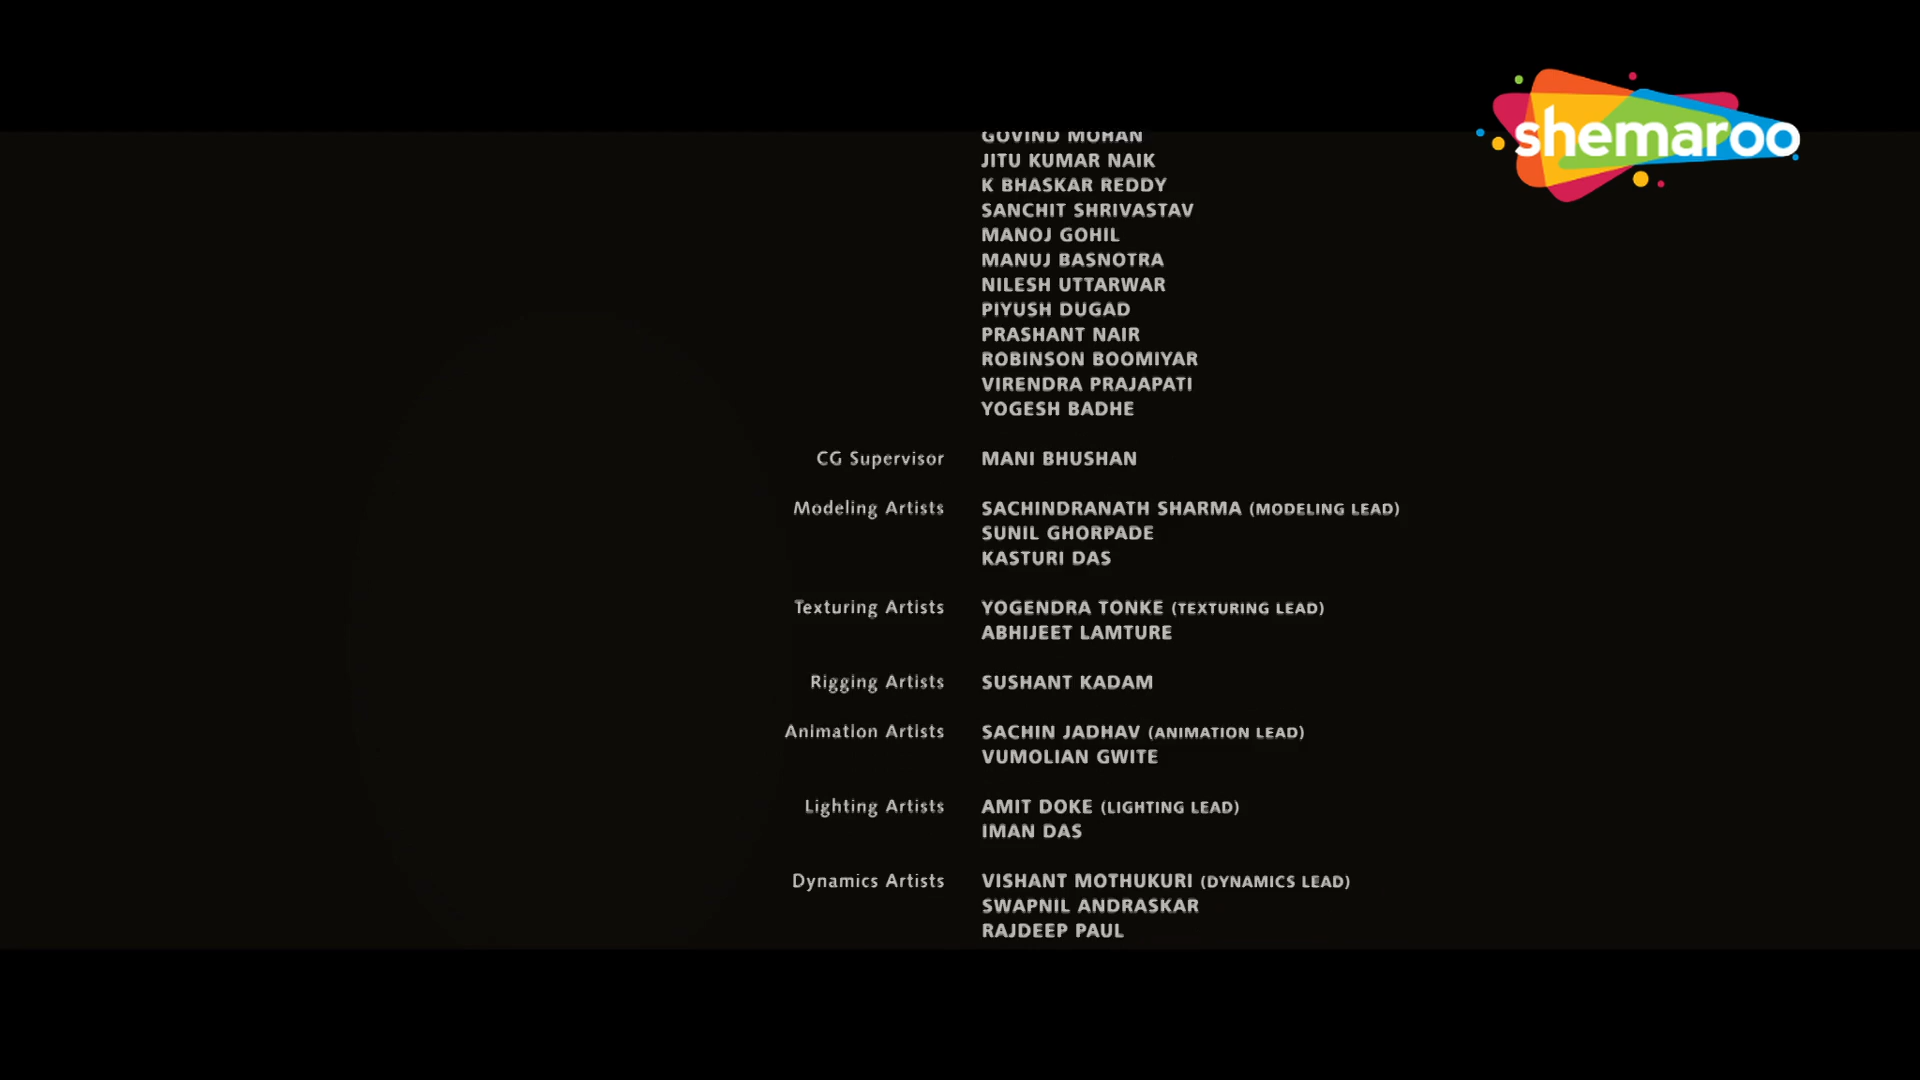 GOVIND MOHAN
JITU KUMAR NAIK
K BHASKAR REDDY
SANCHIT SHRIVASTAV
MANOJ GOHIL
MANUJ BASNOTRA
NILESH UTTARWAR
PIYUSH DUGAD
PRASHANT NAIR
ROBINSON BOOMIYAR
VIRENDRA PRAJAPATI
YOGESH BADHE
CG Supervisor MANI BHUSHAN
Modeling Artists SACHINDRANATH SHARMA (MODELING LEAD)
SUNIL GHORPADE
KASTURI DAS
Texturing Artists YOGENDRA TONKE (TEXTURING LEAD)
ABHIJEET LAMTURE
Rigging Artists SUSHANT KADAM
Animation Artists SACHIN JADHAV (ANIMATION LEAD)
VUMOLIAN GWITE
Lighting Artists AMIT DOKE (LIGHTING LEAD)
IMAN DAS
Dynamics Artists VISHANT MOTHUKURI (DYNAMICS LEAD)
SWAPNIL ANDRASKAR
RAJDEEP PAUL
shemaroo